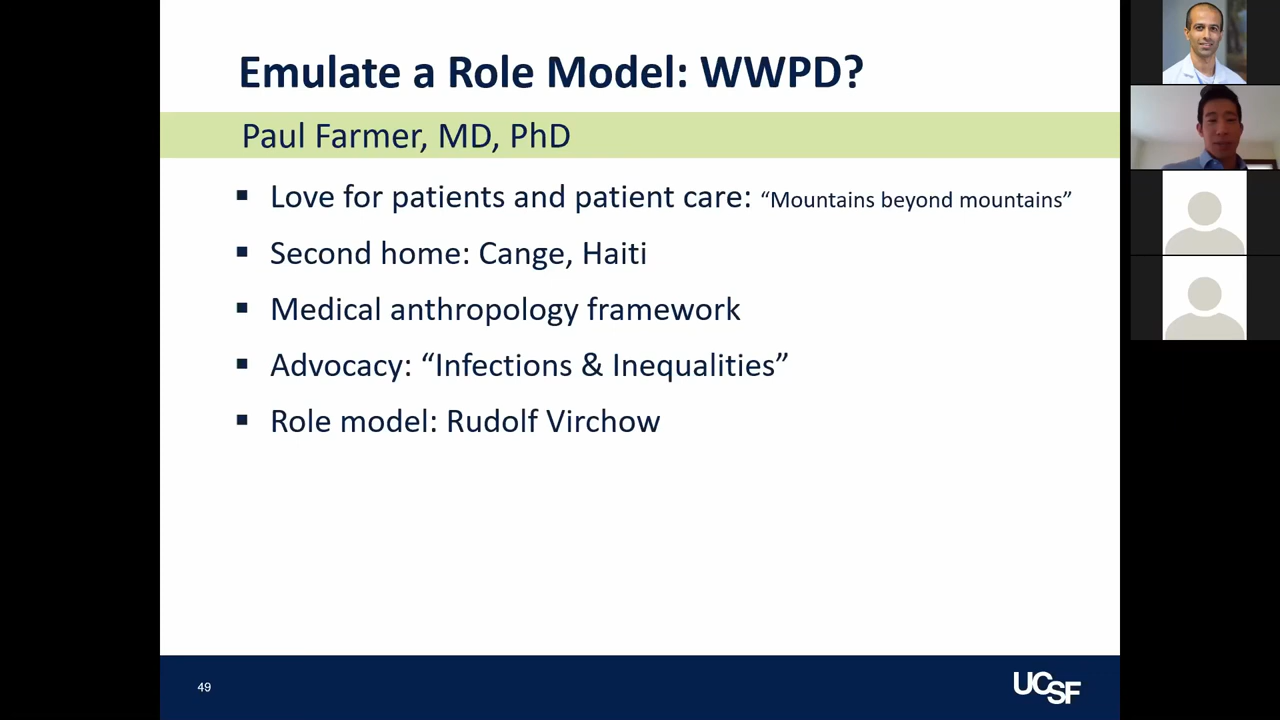 Emulate a Role Model: WWPD?
Paul Farmer, MD, PhD
▪ Love for patients and patient care: “Mountains beyond mountains”
▪ Second home: Cange, Haiti
▪ Medical anthropology framework
▪ Advocacy: “Infections & Inequalities”
▪ Role model: Rudolf Virchow
49
UCSF